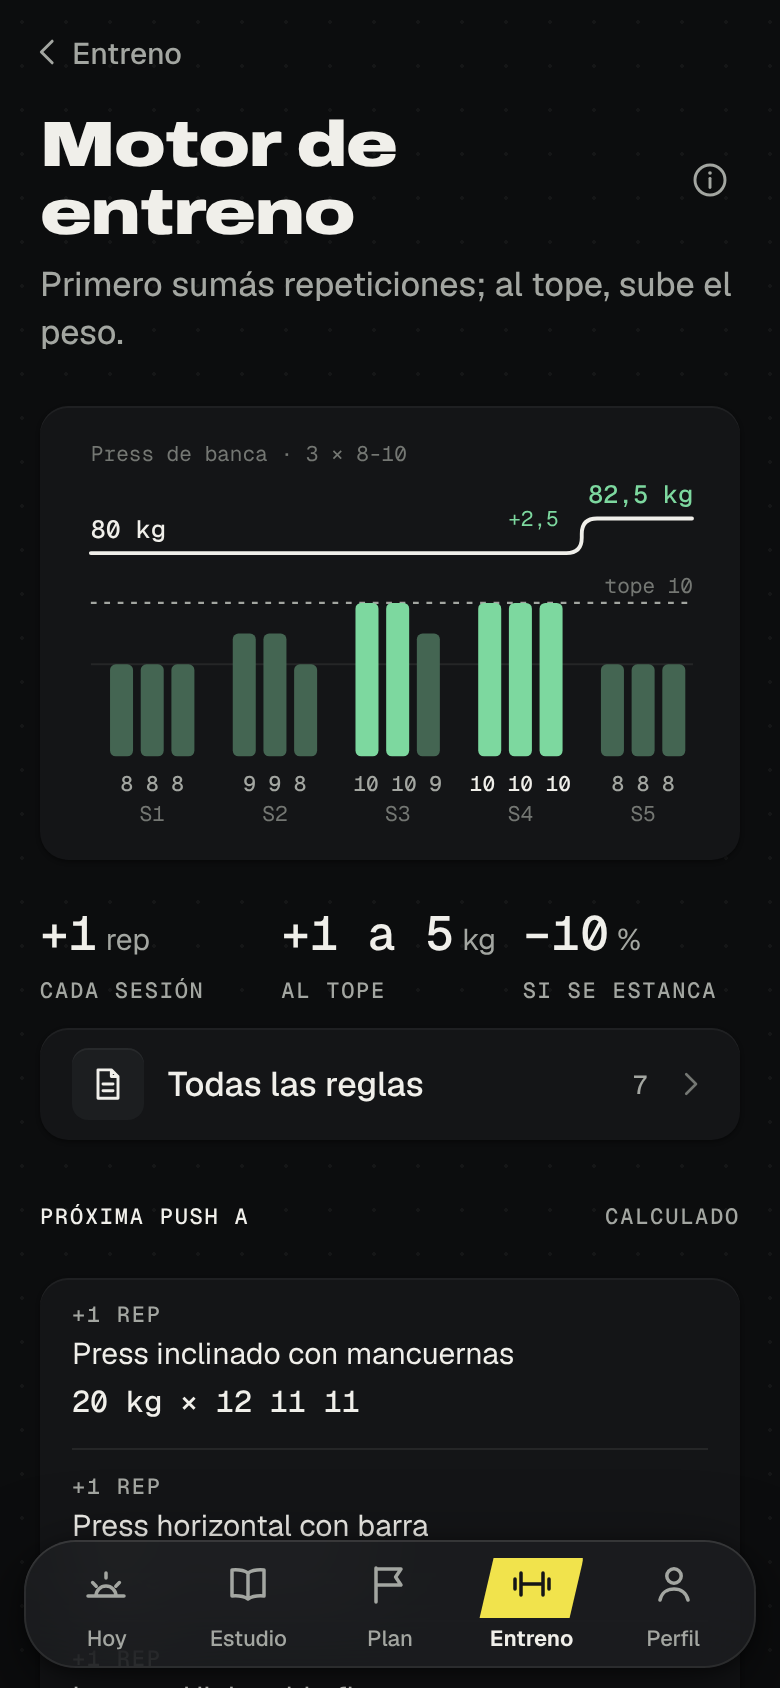 Entreno
Motor de
entreno
Primero sumás repeticiones; al tope, sube el
peso.
Press de banca · 3 × 8-10
82,5 kg
+2,5
80 kg
tope 10
8 8 8 9 9 8 10 10 9 10 10 10 8 8 8
S1 S2 S3 S4 S5
+1 rep +1 a 5 kg −10 %
CADA SESIÓN AL TOPE SI SE ESTANCA
Todas las reglas 7
PRÓXIMA PUSH A CALCULADO
+1 REP
Press inclinado con mancuernas
20 kg × 12 11 11
+1 REP
Press horizontal con barra
Hoy Estudio Plan Entreno Perfil
+1 REP